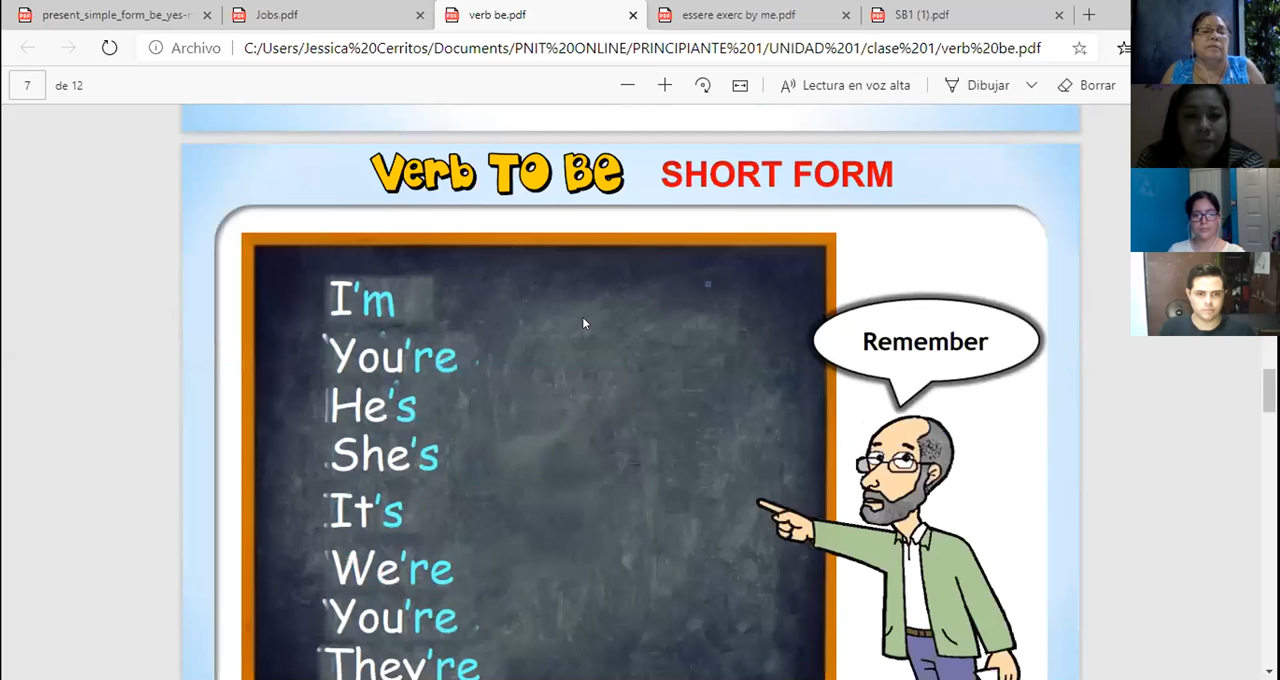 present_simple_form_be_yes-r
Jobs.pdf
verb be.pdf
essere exerc by me.pdf
SB1 (1).pdf
Archivo
C:/Users/Jessica%20Cerritos/Documents/PNIT%20ONLINE/PRINCIPIANTE%201/UNIDAD%201/clase%201/verb%20be.pdf
7 de 12
Lectura en voz alta
Dibujar
Borrar
Verb TO Be SHORT FORM
I'm
You're
He's
She's
It's
We're
You're
They're
Remember